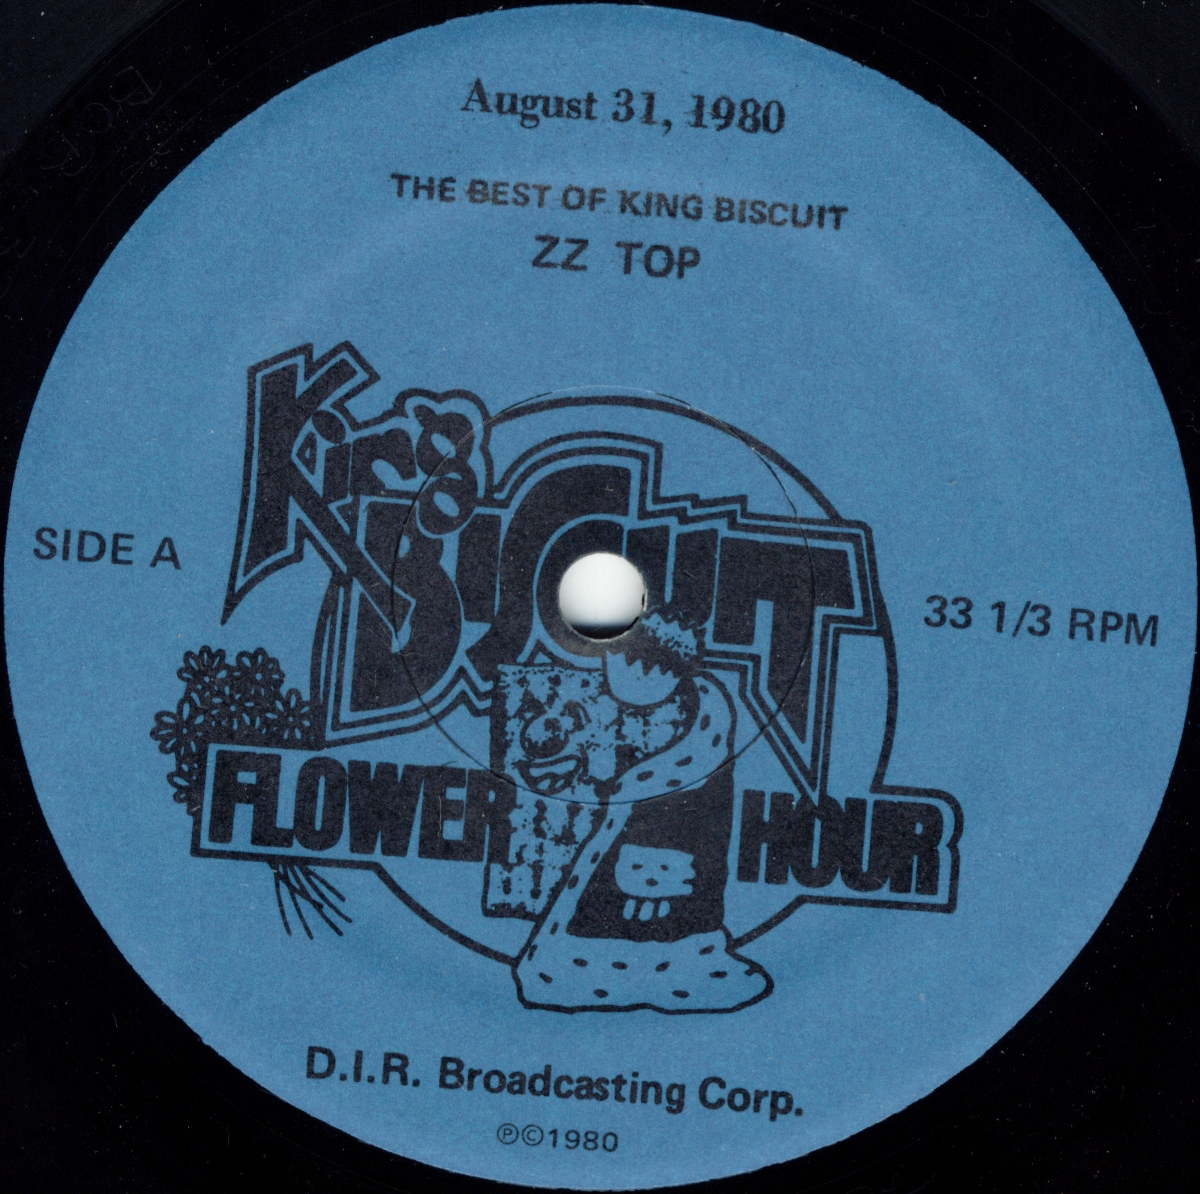 August 31, 1980
THE BEST OF KING BISCUIT
ZZ TOP
King
BISCUIT
FLOWER HOUR
SIDE A
33 1/3 RPM
D.I.R. Broadcasting Corp.
℗©1980